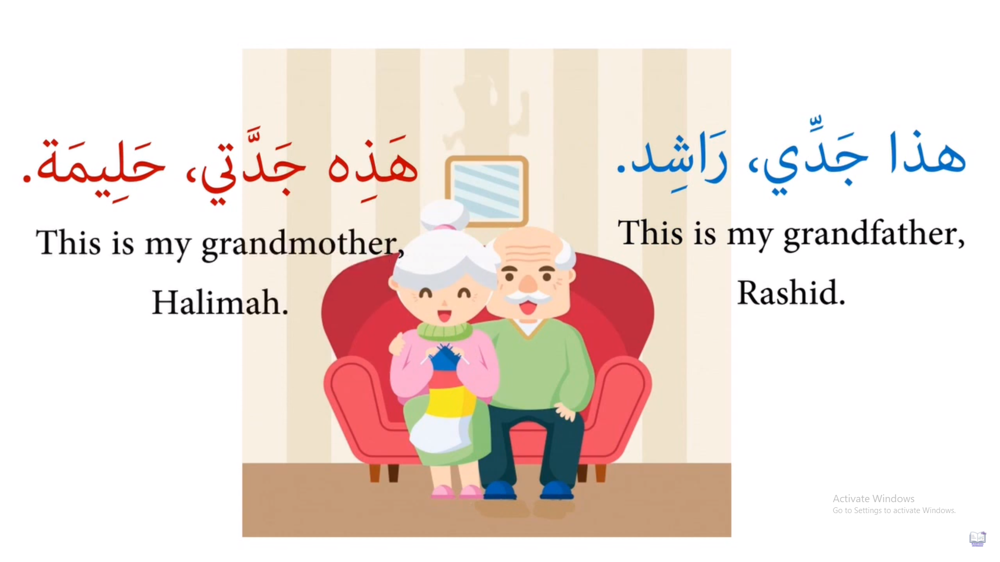 هذا جَدِّي، رَاشِد.
This is my grandfather,
Rashid.
هَذِه جَدَّتي، حَلِيمَة.
This is my grandmother,
Halimah.
Activate Windows
Go to Settings to activate Windows.